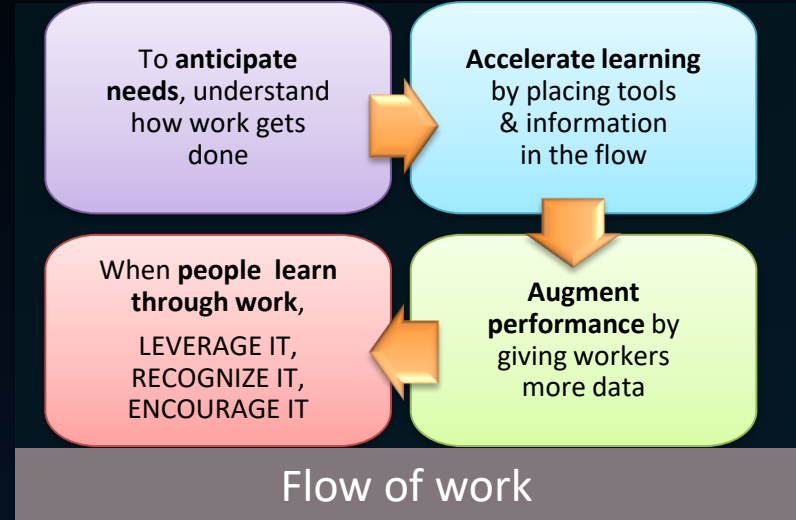 To anticipate
needs, understand
how work gets
done
Accelerate learning
by placing tools
& information
in the flow
Augment
performance by
giving workers
more data
When people  learn
through work,
LEVERAGE IT,
RECOGNIZE IT,
ENCOURAGE IT
Flow of work